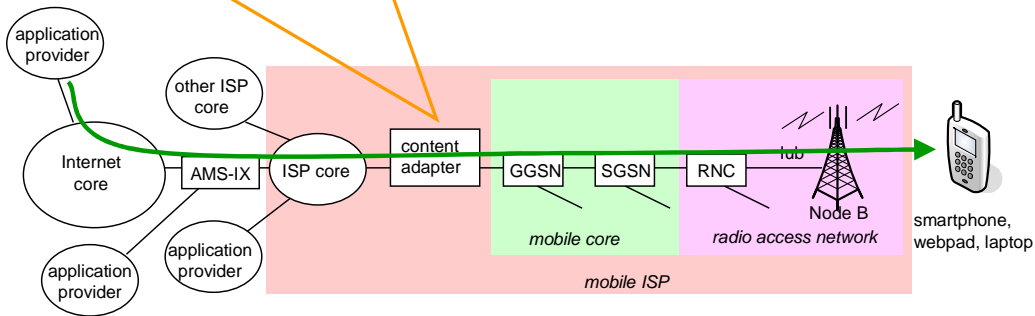 application
provider
other ISP
core
Internet
core
AMS-IX
ISP core
content
adapter
GGSN
SGSN
RNC
Iub
Node B
smartphone,
webpad, laptop
mobile core
radio access network
application
provider
application
provider
mobile ISP